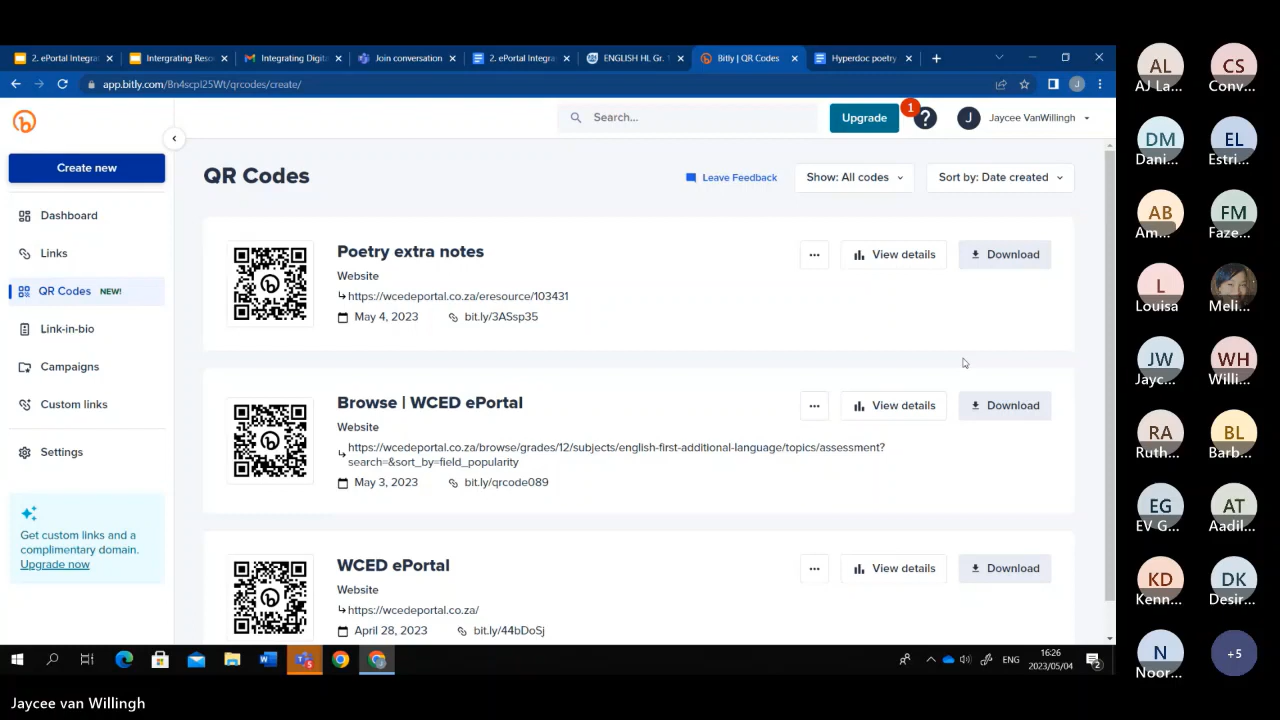 2. ePortal Integra
Intergrating Reso
Integrating Digita
Join conversation
2. ePortal Integra
ENGLISH HL Gr.
Bitly | QR Codes
Hyperdoc poetry
app.bitly.com/Bn4scpI25Wt/qrcodes/create/
Search...
Upgrade
1
?
J
Jaycee VanWillingh
Create new
Dashboard
Links
QR Codes NEW!
Link-in-bio
Campaigns
Custom links
Settings
Get custom links and a
complimentary domain.
Upgrade now
QR Codes
Leave Feedback
Show: All codes
Sort by: Date created
Poetry extra notes
Website
https://wcedeportal.co.za/eresource/103431
May 4, 2023 bit.ly/3ASsp35
View details
Download
Browse | WCED ePortal
Website
https://wcedeportal.co.za/browse/grades/12/subjects/english-first-additional-language/topics/assessment?
search=&sort_by=field_popularity
May 3, 2023 bit.ly/qrcode089
View details
Download
WCED ePortal
Website
https://wcedeportal.co.za/
April 28, 2023 bit.ly/44bDoSj
View details
Download
ENG
16:26
2023/05/04
2
Jaycee van Willingh
AL
AJ La...
CS
Conv...
DM
Dani...
EL
Estri...
AB
Am...
FM
Faze...
L
Louisa
Meli...
JW
Jayc...
WH
Willi...
RA
Ruth...
BL
Barb...
EG
EV G...
AT
Aadil...
KD
Kenn...
DK
Desir...
N
Noor...
+5